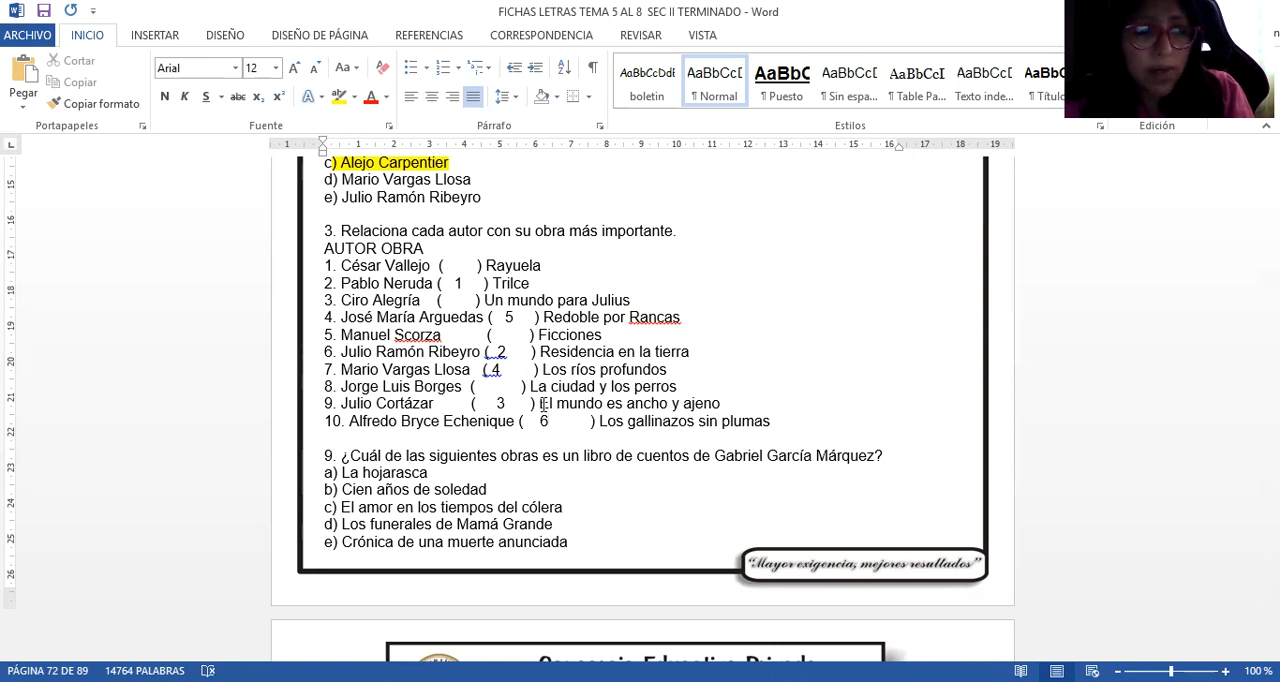 FICHAS LETRAS TEMA 5 AL 8 SEC II TERMINADO - Word
ARCHIVO INICIO INSERTAR DISEÑO DISEÑO DE PÁGINA REFERENCIAS CORRESPONDENCIA REVISAR VISTA
Cortar
Copiar
Copiar formato
Pegar
Portapapeles
Arial 12
Fuente
Párrafo
AaBbCcDdE AaBbCcD AaBbC AaBbCcD AaBbCcI AaBbCcD AaBbC
boletin ¶ Normal ¶ Puesto ¶ Sin espa... ¶ Table Pa... Texto inde... ¶ Título
Estilos
Edición
c) Alejo Carpentier
d) Mario Vargas Llosa
e) Julio Ramón Ribeyro
3. Relaciona cada autor con su obra más importante.
AUTOR OBRA
1. César Vallejo ( ) Rayuela
2. Pablo Neruda ( 1 ) Trilce
3. Ciro Alegría ( ) Un mundo para Julius
4. José María Arguedas ( 5 ) Redoble por Rancas
5. Manuel Scorza ( ) Ficciones
6. Julio Ramón Ribeyro ( 2 ) Residencia en la tierra
7. Mario Vargas Llosa ( 4 ) Los ríos profundos
8. Jorge Luis Borges ( ) La ciudad y los perros
9. Julio Cortázar ( 3 ) El mundo es ancho y ajeno
10. Alfredo Bryce Echenique ( 6 ) Los gallinazos sin plumas
9. ¿Cuál de las siguientes obras es un libro de cuentos de Gabriel García Márquez?
a) La hojarasca
b) Cien años de soledad
c) El amor en los tiempos del cólera
d) Los funerales de Mamá Grande
e) Crónica de una muerte anunciada
"Mayor exigencia, mejores resultados"
PÁGINA 72 DE 89 14764 PALABRAS 100 %